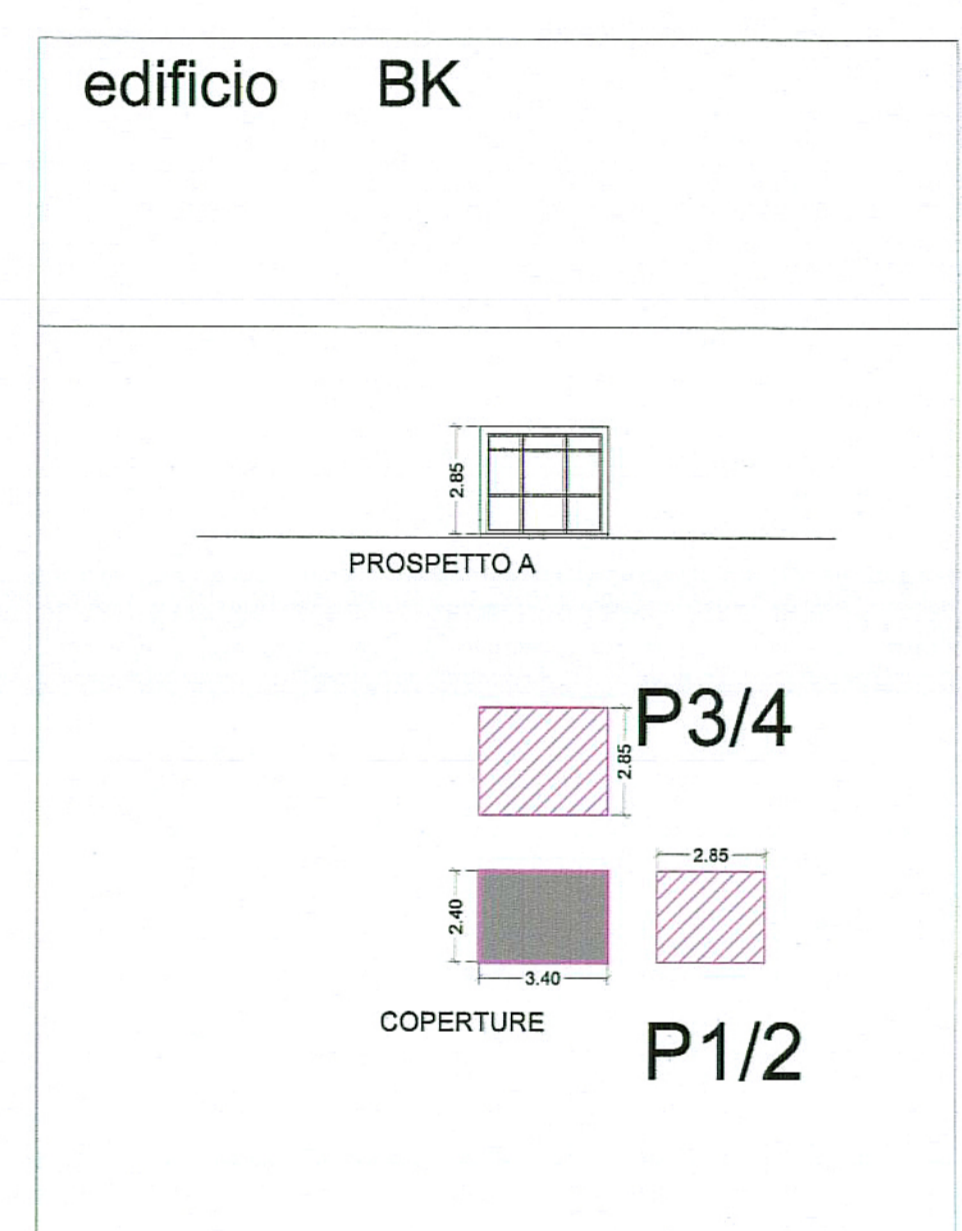 edificio BK
2.85
PROSPETTO A
P3/4
2.85
2.85
2.40
3.40
COPERTURE
P1/2